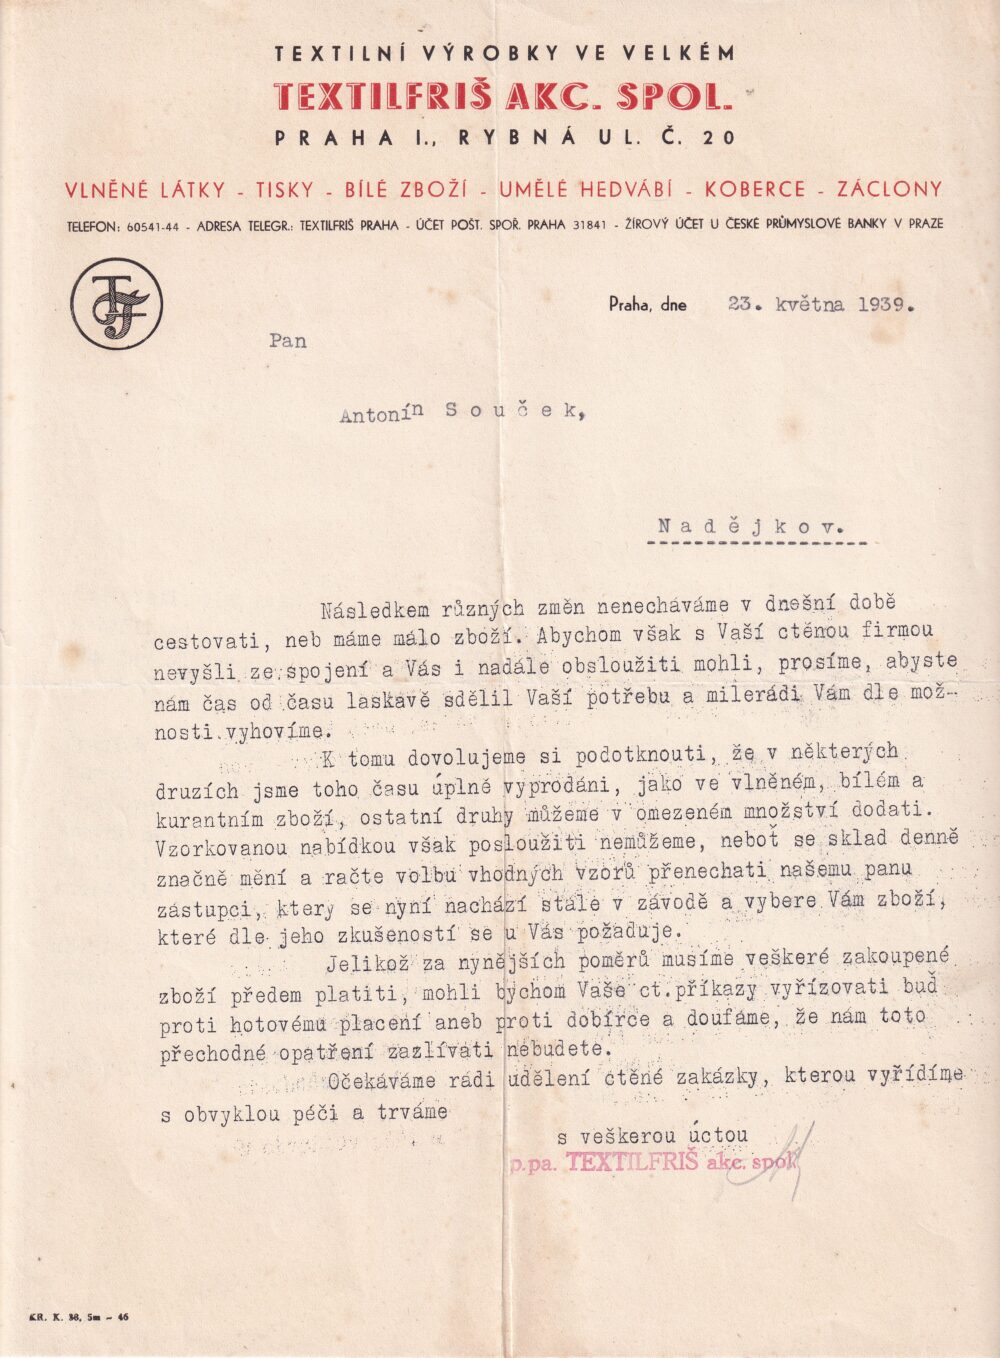 TEXTILNÍ VÝROBKY VE VELKÉM
TEXTILFRIŠ AKC. SPOL.
PRAHA I., RYBNÁ UL. Č. 20
VLNĚNÉ LÁTKY - TISKY - BÍLÉ ZBOŽÍ - UMĚLÉ HEDVÁBÍ - KOBERCE - ZÁCLONY
TELEFON: 60541-44 - ADRESA TELEGR.: TEXTILFRIŠ PRAHA - ÚČET POŠT. SPOŘ. PRAHA 31841 - ŽÍROVÝ ÚČET U ČESKÉ PRŮMYSLOVÉ BANKY V PRAZE
TF
Praha, dne 23. května 1939.
Pan
Antonín Souček,
Nadějkov.
Následkem různých změn nenecháváme v dnešní době
cestovati, neb máme málo zboží. Abychom však s Vaší ctěnou firmou
nevyšli ze spojení a Vás i nadále obsloužiti mohli, prosíme, abyste
nám čas od času laskavě sdělil Vaší potřebu a milerádi Vám dle mož-
nosti vyhovíme.
K tomu dovolujeme si podotknouti, že v některých
druzích jsme toho času úplně vyprodáni, jako ve vlněném, bílém a
kurantním zboží, ostatní druhy můžeme v omezeném množství dodati.
Vzorkovanou nabídkou však posloužiti nemůžeme, neboť se sklad denně
značně mění a račte volbu vhodných vzorů přenechati našemu panu
zástupci, který se nyní nachází stále v závodě a vybere Vám zboží,
které dle jeho zkušeností se u Vás požaduje.
Jelikož za nynějších poměrů musíme veškeré zakoupené
zboží předem platiti, mohli bychom Vaše ct.příkazy vyřizovati buď
proti hotovému placení aneb proti dobírce a doufáme, že nám toto
přechodné opatření zazlívati nebudete.
Očekáváme rádi udělení ctěné zakázky, kterou vyřídíme
s obvyklou péčí a trváme
s veškerou úctou
p.pa. TEXTILFRIŠ akc. spol.
KR. K. 38, 5m - 46